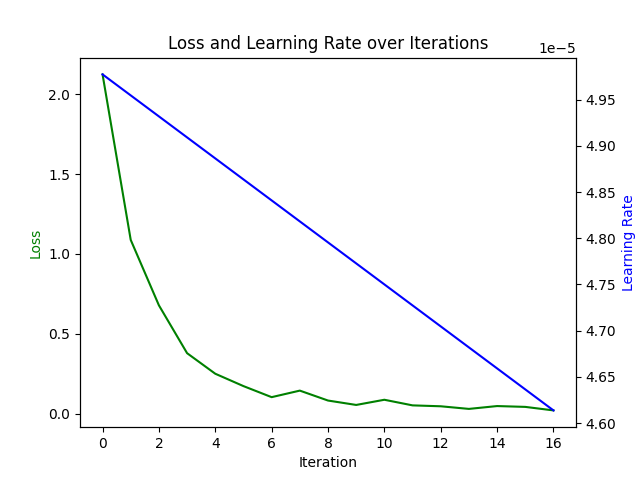 Loss and Learning Rate over Iterations
1e−5
2.0
1.5
1.0
0.5
0.0
Loss
4.95
4.90
4.85
4.80
4.75
4.70
4.65
4.60
Learning Rate
0 2 4 6 8 10 12 14 16
Iteration